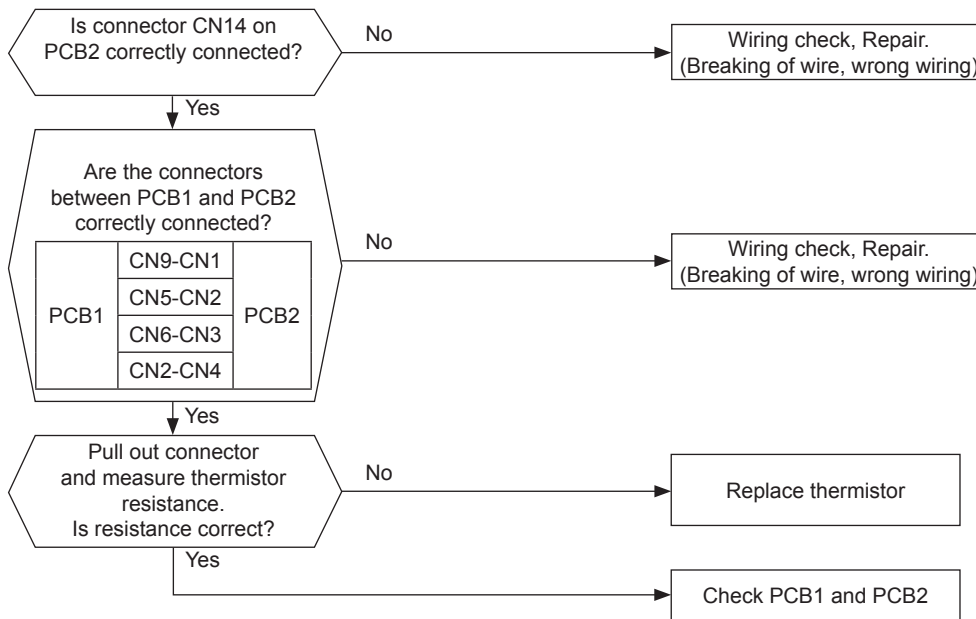 Is connector CN14 on
PCB2 correctly connected?
No
Wiring check, Repair.
(Breaking of wire, wrong wiring)
Yes
Are the connectors
between PCB1 and PCB2
correctly connected?
No
Wiring check, Repair.
(Breaking of wire, wrong wiring)
PCB1
CN9-CN1
CN5-CN2
CN6-CN3
CN2-CN4
PCB2
Yes
Pull out connector
and measure thermistor
resistance.
Is resistance correct?
No
Replace thermistor
Yes
Check PCB1 and PCB2